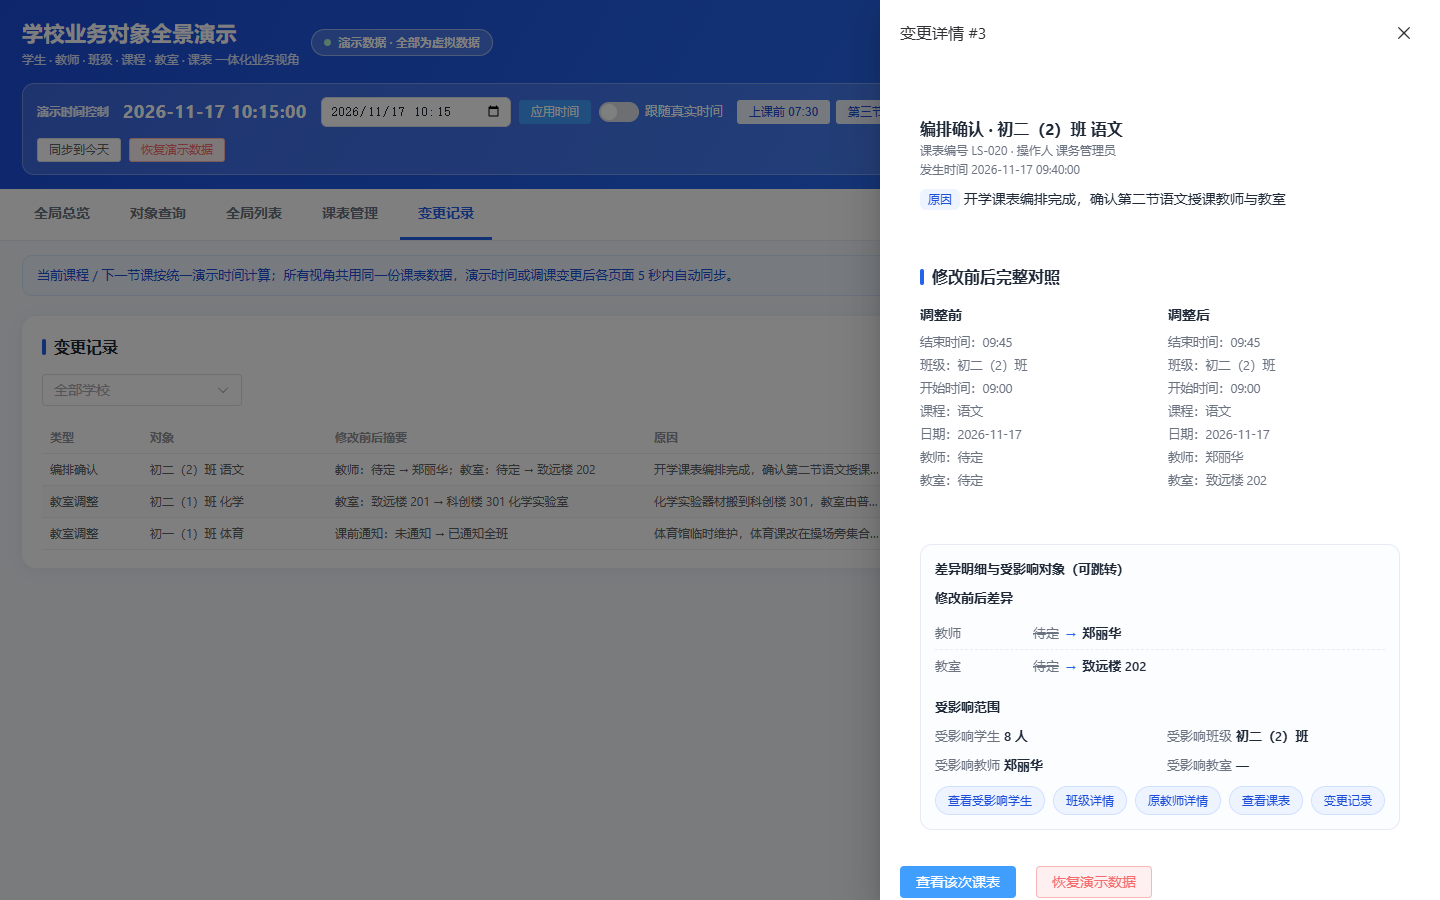 学校业务对象全景演示
学生 · 教师 · 班级 · 课程 · 教室 · 课表 一体化业务视角
演示数据 · 全部为虚拟数据
演示时间控制 2026-11-17 10:15:00 2026/11/17 10:15 应用时间 跟随真实时间 上课前 07:30 第三节
同步到今天 恢复演示数据
全局总览 对象查询 全局列表 课表管理 变更记录
当前课程 / 下一节课按统一演示时间计算；所有视角共用同一份课表数据，演示时间或调课变更后各页面 5 秒内自动同步。
变更记录
全部学校
类型 对象 修改前后摘要 原因
编排确认 初二（2）班 语文 教师：待定 → 郑丽华；教室：待定 → 致远楼 202 开学课表编排完成，确认第二节语文授课...
教室调整 初二（1）班 化学 教室：致远楼 201 → 科创楼 301 化学实验室 化学实验器材搬到科创楼 301，教室由普...
教室调整 初一（1）班 体育 课前通知：未通知 → 已通知全班 体育馆临时维护，体育课改在操场旁集合...
变更详情 #3
编排确认 · 初二（2）班 语文
课表编号 LS-020 · 操作人 课务管理员
发生时间 2026-11-17 09:40:00
原因 开学课表编排完成，确认第二节语文授课教师与教室
修改前后完整对照
调整前 调整后
结束时间：09:45 结束时间：09:45
班级：初二（2）班 班级：初二（2）班
开始时间：09:00 开始时间：09:00
课程：语文 课程：语文
日期：2026-11-17 日期：2026-11-17
教师：待定 教师：郑丽华
教室：待定 教室：致远楼 202
差异明细与受影响对象（可跳转）
修改前后差异
教师 待定 → 郑丽华
教室 待定 → 致远楼 202
受影响范围
受影响学生 8 人 受影响班级 初二（2）班
受影响教师 郑丽华 受影响教室 —
查看受影响学生 班级详情 原教师详情 查看课表 变更记录
查看该次课表 恢复演示数据